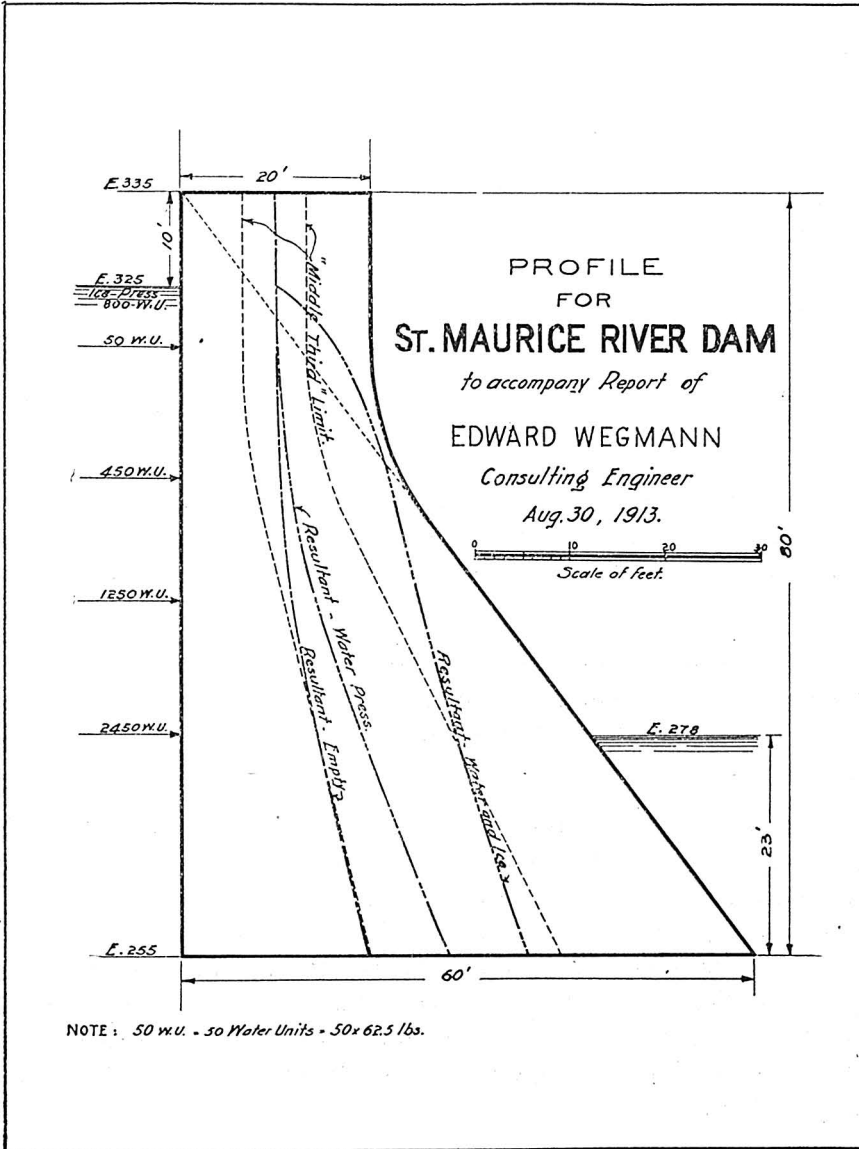 20'
E. 335
10'
E. 325
Ice-Press
800-W.U.
50 W.U.
450 W.U.
1250 W.U.
2450 W.U.
E. 255
"Middle Third" Limit.
Resultant - Water Press.
Resultant - Empty
Resultant - Water and Ice
PROFILE
FOR
ST. MAURICE RIVER DAM
to accompany Report of
EDWARD WEGMANN
Consulting Engineer
Aug. 30, 1913.
0 10 20 30
Scale of feet.
80'
E. 278
23'
60'
NOTE: 50 W.U. = 50 Water Units = 50 x 62.5 lbs.